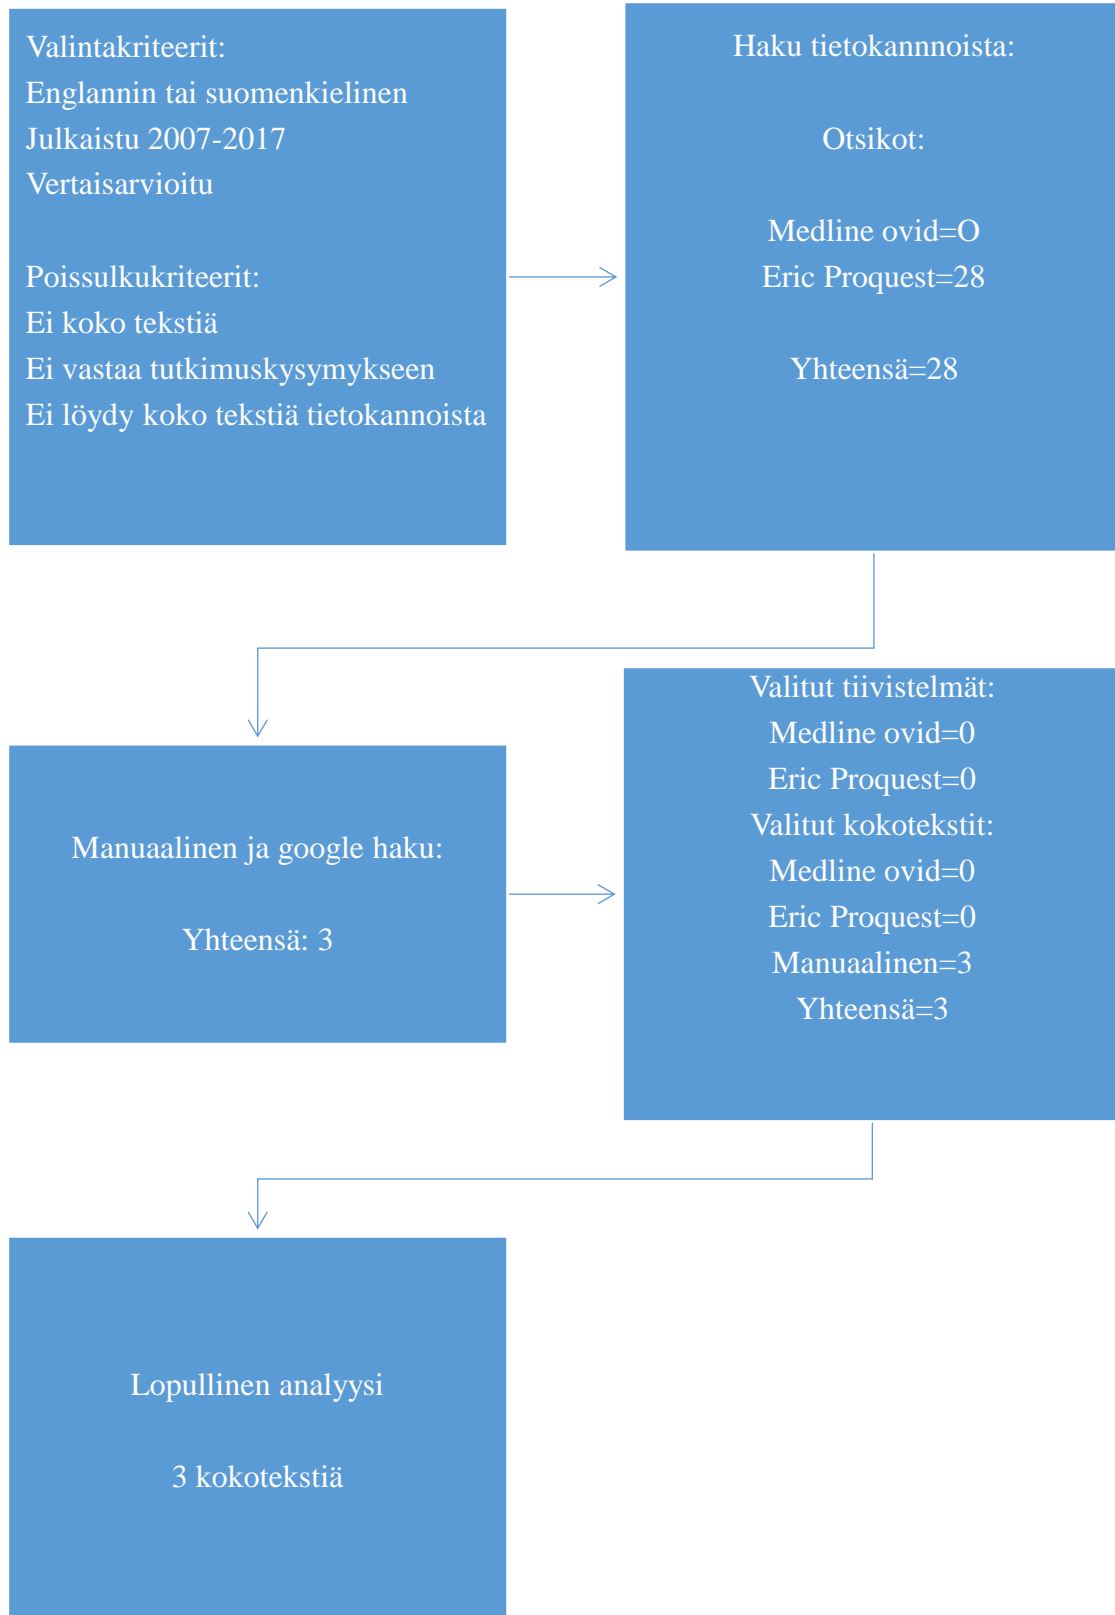 Valintakriteerit:
Englannin tai suomenkielinen
Julkaistu 2007-2017
Vertaisarvioitu
Poissulkukriteerit:
Ei koko tekstiä
Ei vastaa tutkimuskysymykseen
Ei löydy koko tekstiä tietokannoista
Haku tietokannnoista:
Otsikot:
Medline ovid=O
Eric Proquest=28
Yhteensä=28
Manuaalinen ja google haku:
Yhteensä: 3
Valitut tiivistelmät:
Medline ovid=0
Eric Proquest=0
Valitut kokotekstit:
Medline ovid=0
Eric Proquest=0
Manuaalinen=3
Yhteensä=3
Lopullinen analyysi
3 kokotekstiä